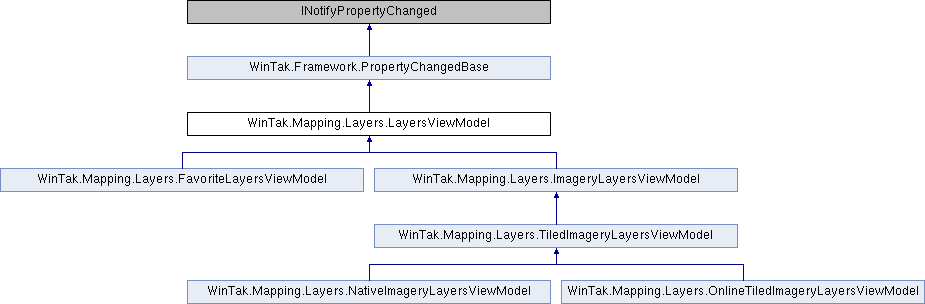 INotifyPropertyChanged
WinTak.Framework.PropertyChangedBase
WinTak.Mapping.Layers.LayersViewModel
WinTak.Mapping.Layers.FavoriteLayersViewModel
WinTak.Mapping.Layers.ImageryLayersViewModel
WinTak.Mapping.Layers.TiledImageryLayersViewModel
WinTak.Mapping.Layers.NativeImageryLayersViewModel
WinTak.Mapping.Layers.OnlineTiledImageryLayersViewModel